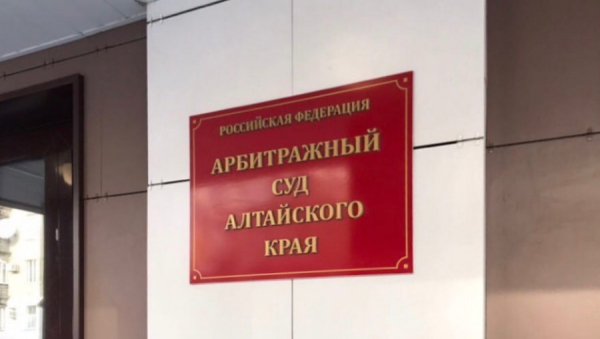 РОССИЙСКАЯ ФЕДЕРАЦИЯ
АРБИТРАЖНЫЙ
СУД
АЛТАЙСКОГО
КРАЯ